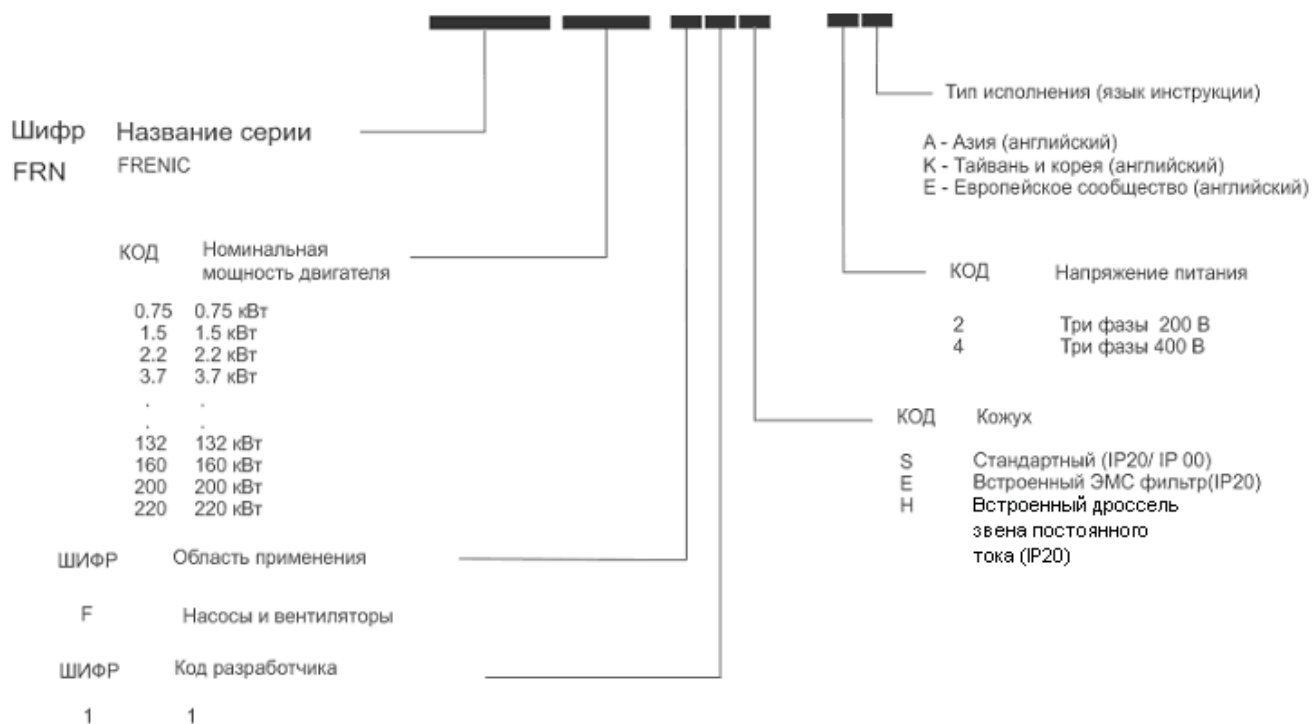 Шифр Название серии
FRN FRENIC
КОД Номинальная
мощность двигателя
0.75 0.75 кВт
1.5 1.5 кВт
2.2 2.2 кВт
3.7 3.7 кВт
. .
. .
132 132 кВт
160 160 кВт
200 200 кВт
220 220 кВт
ШИФР Область применения
F Насосы и вентиляторы
ШИФР Код разработчика
1 1
Тип исполнения (язык инструкции)
А - Азия (английский)
K - Тайвань и корея (английский)
E - Европейское сообщество (английский)
КОД Напряжение питания
2 Три фазы 200 В
4 Три фазы 400 В
КОД Кожух
S Стандартный (IP20/ IP 00)
E Встроенный ЭМС фильтр(IP20)
H Встроенный дроссель
звена постоянного
тока (IP20)